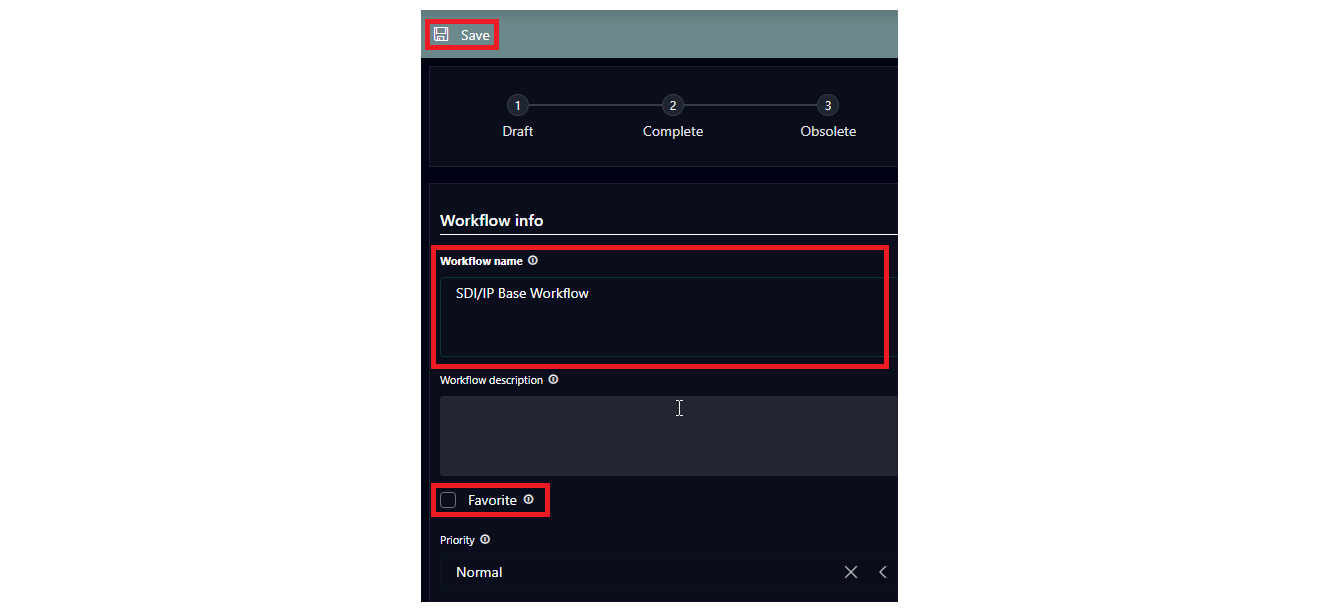 Save
1 2 3
Draft Complete Obsolete
Workflow info
Workflow name
SDI/IP Base Workflow
Workflow description
Favorite
Priority
Normal